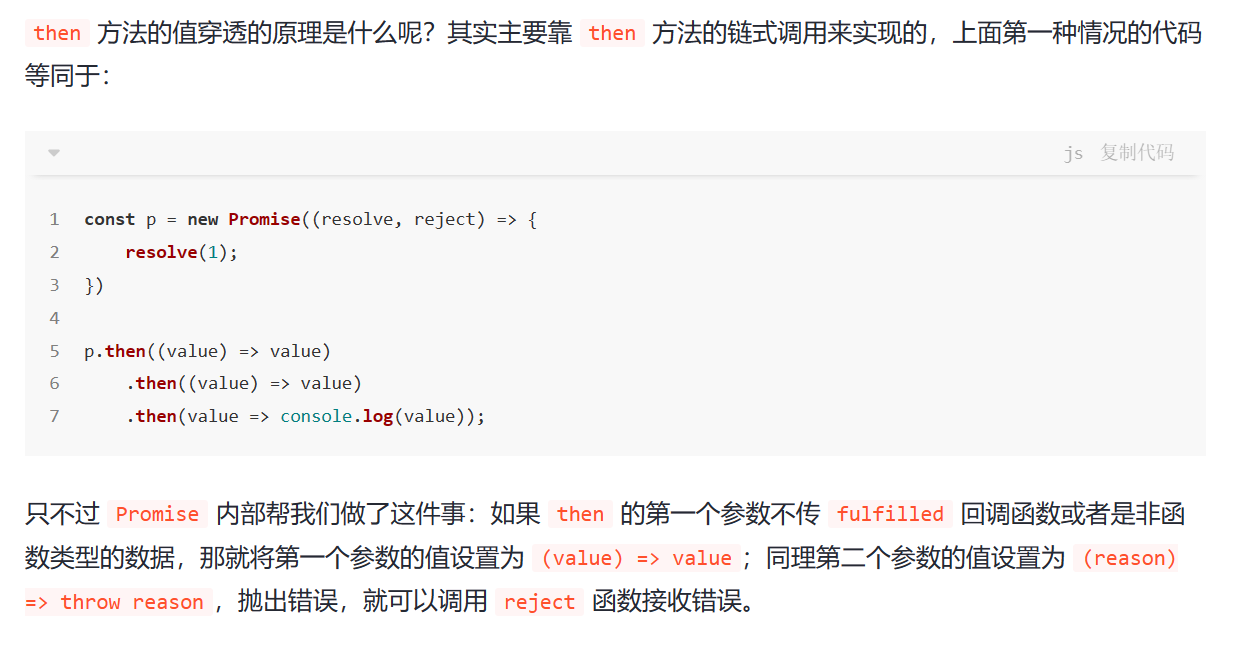 then 方法的值穿透的原理是什么呢？其实主要靠 then 方法的链式调用来实现的，上面第一种情况的代码
等同于：
js 复制代码
1 const p = new Promise((resolve, reject) => {
2     resolve(1);
3 })
4
5 p.then((value) => value)
6     .then((value) => value)
7     .then(value => console.log(value));
只不过 Promise 内部帮我们做了这件事：如果 then 的第一个参数不传 fulfilled 回调函数或者是非函
数类型的数据，那就将第一个参数的值设置为 (value) => value ；同理第二个参数的值设置为 (reason)
=> throw reason ，抛出错误，就可以调用 reject 函数接收错误。